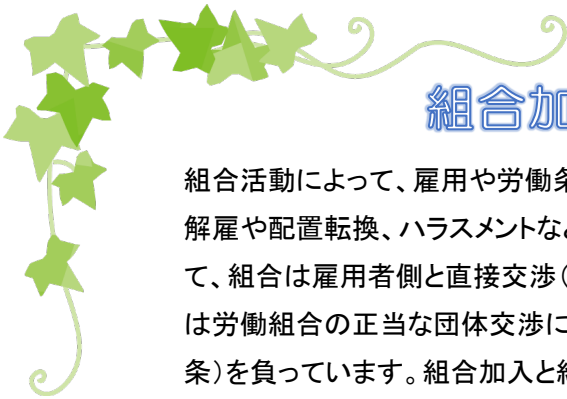 組合加
組合活動によって、雇用や労働条
解雇や配置転換、ハラスメントな
て、組合は雇用者側と直接交渉（
は労働組合の正当な団体交渉に
条）を負っています。組合加入と